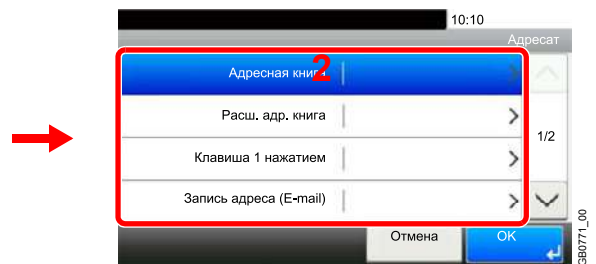 10:10
Адресат
Адресная книга
2
Расш. адр. книга
1/2
Клавиша 1 нажатием
Запись адреса (E-mail)
Отмена
OK
GB0771_00